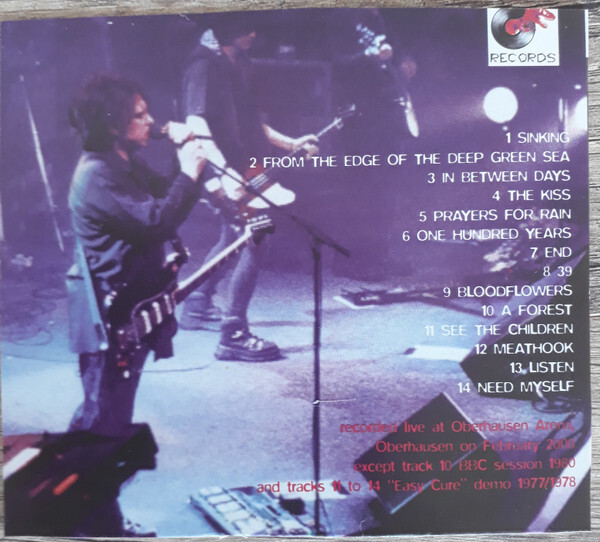 RECORDS
1 SINKING
2 FROM THE EDGE OF THE DEEP GREEN SEA
3 IN BETWEEN DAYS
4 THE KISS
5 PRAYERS FOR RAIN
6 ONE HUNDRED YEARS
7 END
8 39
9 BLOODFLOWERS
10 A FOREST
11 SEE THE CHILDREN
12 MEATHOOK
13. LISTEN
14 NEED MYSELF
recorded live at Oberhausen Arena,
Oberhausen on February 2008
except track 10 BBC session 1980
and tracks 11 to 14 "Easy Cure" demo 1977/1978